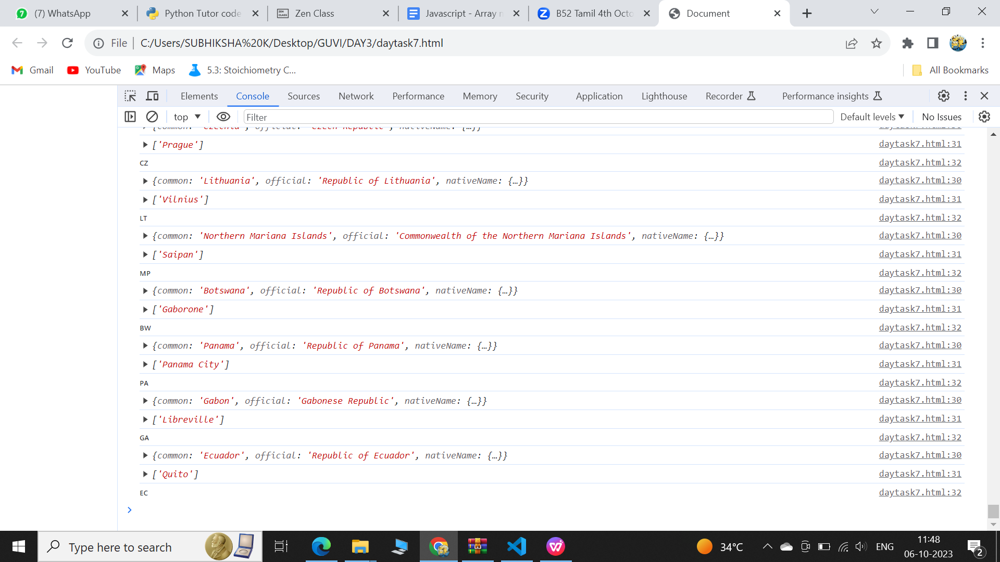 (7) WhatsApp
Python Tutor code
Zen Class
Javascript - Array m
B52 Tamil 4th Octo
Document
File
C:/Users/SUBHIKSHA%20K/Desktop/GUVI/DAY3/daytask7.html
Gmail
YouTube
Maps
5.3: Stoichiometry C...
All Bookmarks
Elements
Console
Sources
Network
Performance
Memory
Security
Application
Lighthouse
Recorder
Performance insights
top
Filter
Default levels
No Issues
{common: 'Czechia', official: 'Czech Republic', nativeName: {…}} daytask7.html:30
['Prague'] daytask7.html:31
CZ daytask7.html:32
{common: 'Lithuania', official: 'Republic of Lithuania', nativeName: {…}} daytask7.html:30
['Vilnius'] daytask7.html:31
LT daytask7.html:32
{common: 'Northern Mariana Islands', official: 'Commonwealth of the Northern Mariana Islands', nativeName: {…}} daytask7.html:30
['Saipan'] daytask7.html:31
MP daytask7.html:32
{common: 'Botswana', official: 'Republic of Botswana', nativeName: {…}} daytask7.html:30
['Gaborone'] daytask7.html:31
BW daytask7.html:32
{common: 'Panama', official: 'Republic of Panama', nativeName: {…}} daytask7.html:30
['Panama City'] daytask7.html:31
PA daytask7.html:32
{common: 'Gabon', official: 'Gabonese Republic', nativeName: {…}} daytask7.html:30
['Libreville'] daytask7.html:31
GA daytask7.html:32
{common: 'Ecuador', official: 'Republic of Ecuador', nativeName: {…}} daytask7.html:30
['Quito'] daytask7.html:31
EC daytask7.html:32
Type here to search
34°C
ENG
11:48
06-10-2023
2